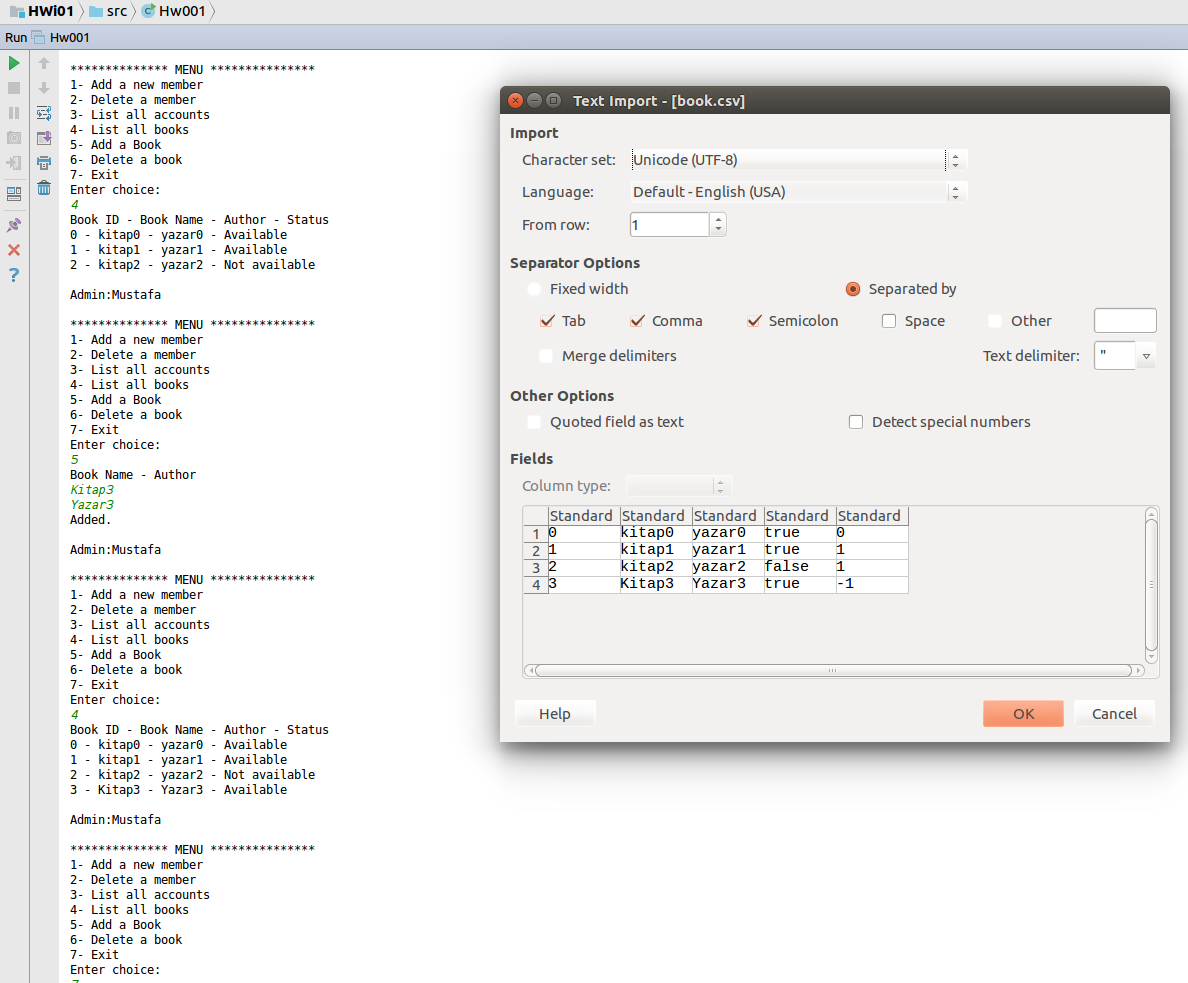 HWi01 src Hw001
Run Hw001
************** MENU ***************
1- Add a new member
2- Delete a member
3- List all accounts
4- List all books
5- Add a Book
6- Delete a book
7- Exit
Enter choice:
4
Book ID - Book Name - Author - Status
0 - kitap0 - yazar0 - Available
1 - kitap1 - yazar1 - Available
2 - kitap2 - yazar2 - Not available
Admin:Mustafa
************** MENU ***************
1- Add a new member
2- Delete a member
3- List all accounts
4- List all books
5- Add a Book
6- Delete a book
7- Exit
Enter choice:
5
Book Name - Author
Kitap3
Yazar3
Added.
Admin:Mustafa
************** MENU ***************
1- Add a new member
2- Delete a member
3- List all accounts
4- List all books
5- Add a Book
6- Delete a book
7- Exit
Enter choice:
4
Book ID - Book Name - Author - Status
0 - kitap0 - yazar0 - Available
1 - kitap1 - yazar1 - Available
2 - kitap2 - yazar2 - Not available
3 - Kitap3 - Yazar3 - Available
Admin:Mustafa
************** MENU ***************
1- Add a new member
2- Delete a member
3- List all accounts
4- List all books
5- Add a Book
6- Delete a book
7- Exit
Enter choice:
Text Import - [book.csv]
Import
Character set: Unicode (UTF-8)
Language: Default - English (USA)
From row: 1
Separator Options
Fixed width Separated by
Tab Comma Semicolon Space Other
Merge delimiters Text delimiter: "
Other Options
Quoted field as text Detect special numbers
Fields
Column type:
Standard Standard Standard Standard Standard
1 0 kitap0 yazar0 true 0
2 1 kitap1 yazar1 true 1
3 2 kitap2 yazar2 false 1
4 3 Kitap3 Yazar3 true -1
Help OK Cancel